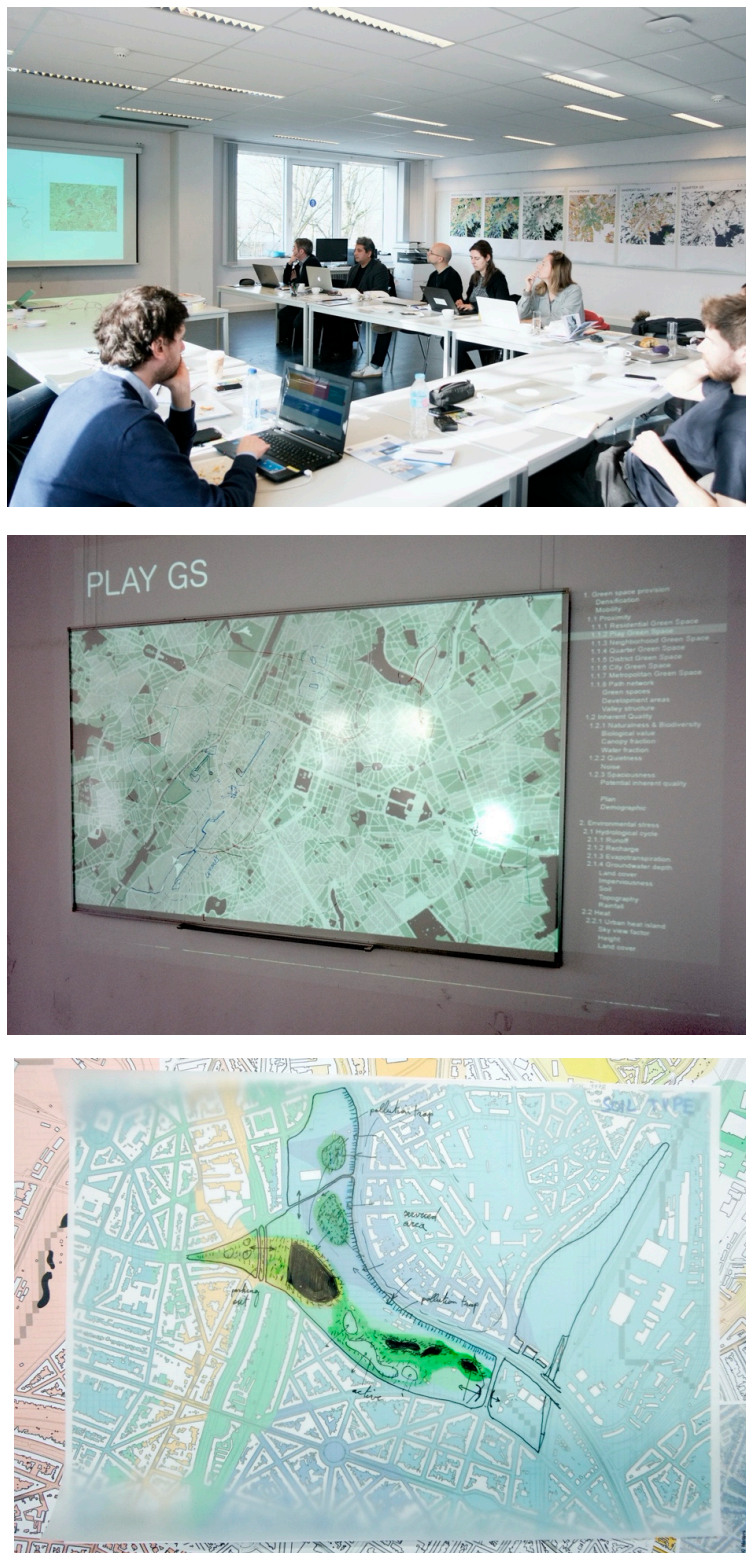 PLAY GS
1. Green space provision
Densification
Mobility
1.1 Proximity
1.1.1 Residential Green Space
1.1.2 Play Green Space
1.1.3 Neighborhood Green Space
1.1.4 Quarter Green Space
1.1.5 District Green Space
1.1.6 City Green Space
1.1.7 Metropolitan Green Space
1.1.8 Path network
Green spaces
Development areas
Valley structure
1.2 Inherent Quality
1.2.1 Naturalness & Biodiversity
Biological value
Canopy fraction
Water fraction
1.2.2 Quietness
Noise
1.2.3 Spaciousness
Potential inherent quality
Plan
Demographic
2. Environmental stress
2.1 Hydrological cycle
2.1.1 Runoff
2.1.2 Recharge
2.1.3 Evapotranspiration
2.1.4 Groundwater depth
Land cover
Imperviousness
Soil
Topography
Rainfall
2.2 Heat
2.2.1 Urban heat island
Sky view factor
Height
Land cover
SOIL TYPE
pollution trap
area
pollution trap
active